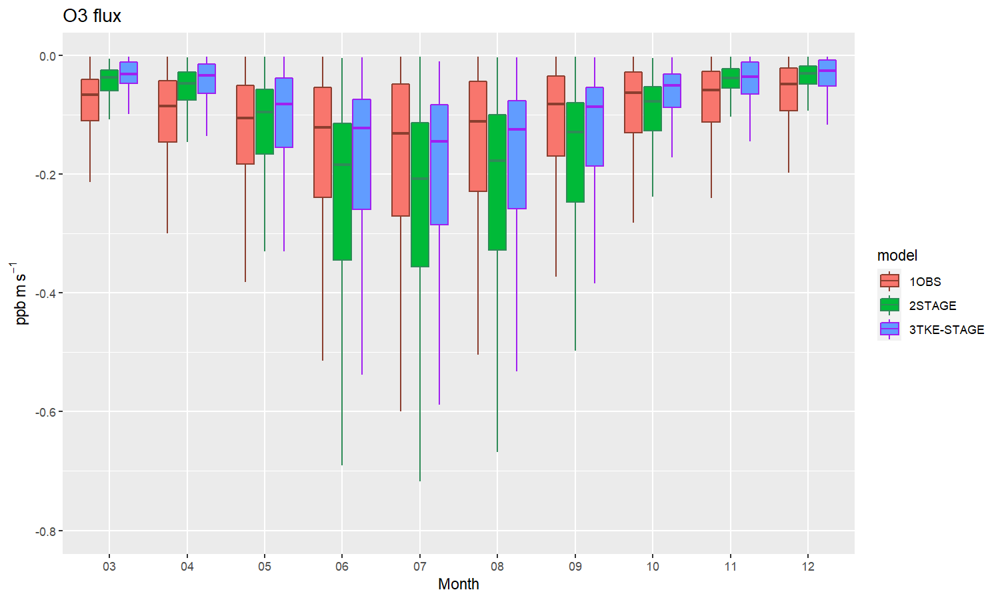 O3 flux
0.0
-0.2
-0.4
-0.6
-0.8
ppb m s⁻¹
03 04 05 06 07 08 09 10 11 12
Month
model
1OBS
2STAGE
3TKE-STAGE